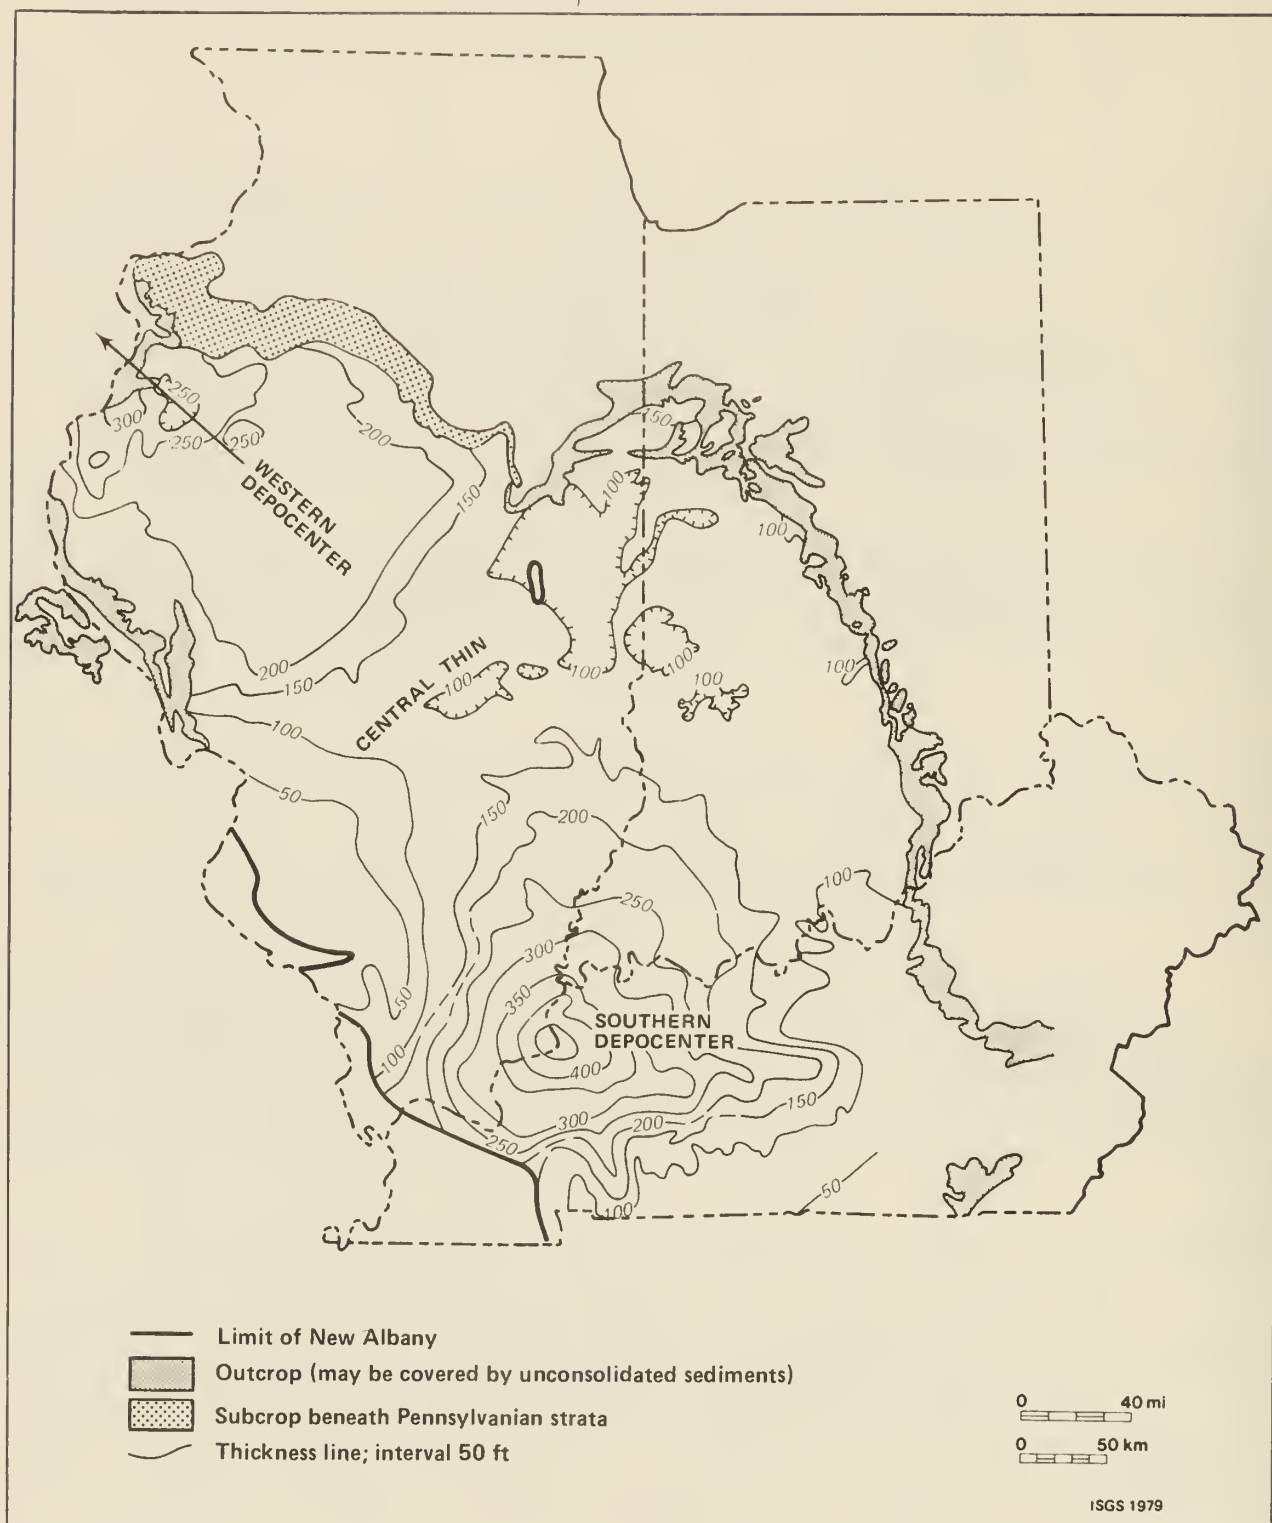 250
300
250
250
200
WESTERN
DEPOCENTER
150
150
100
100
100
200
150
CENTRAL THIN
100
100
100
100
100
100
50
150
200
250
100
300
350
50
SOUTHERN
DEPOCENTER
400
100
150
300
200
250
50
100
Limit of New Albany
Outcrop (may be covered by unconsolidated sediments)
Subcrop beneath Pennsylvanian strata
Thickness line; interval 50 ft
0 40 mi
0 50 km
ISGS 1979